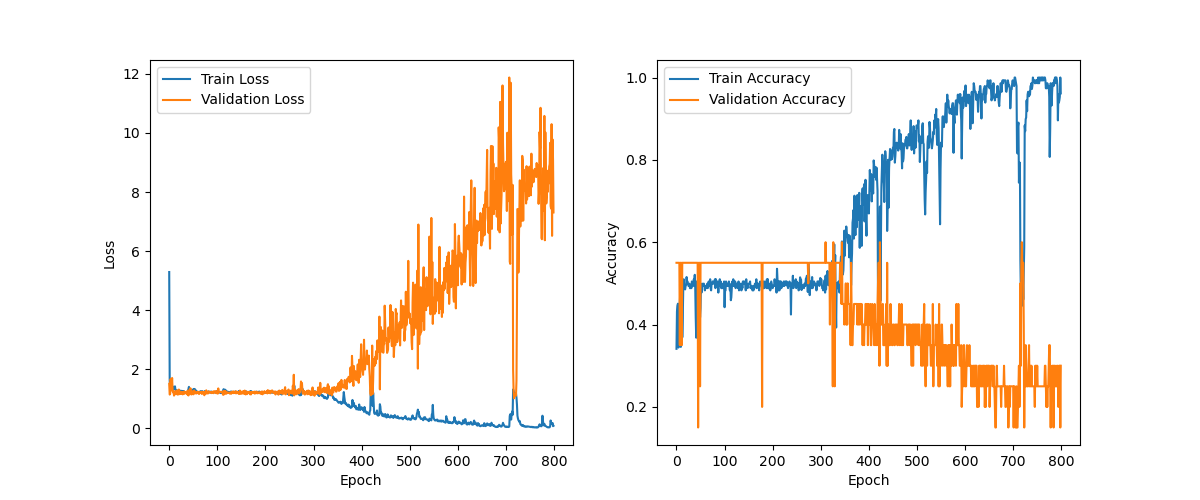 Train Loss
Validation Loss
12
10
8
6
4
2
0
Loss
0 100 200 300 400 500 600 700 800
Epoch
Train Accuracy
Validation Accuracy
1.0
0.8
0.6
0.4
0.2
Accuracy
0 100 200 300 400 500 600 700 800
Epoch